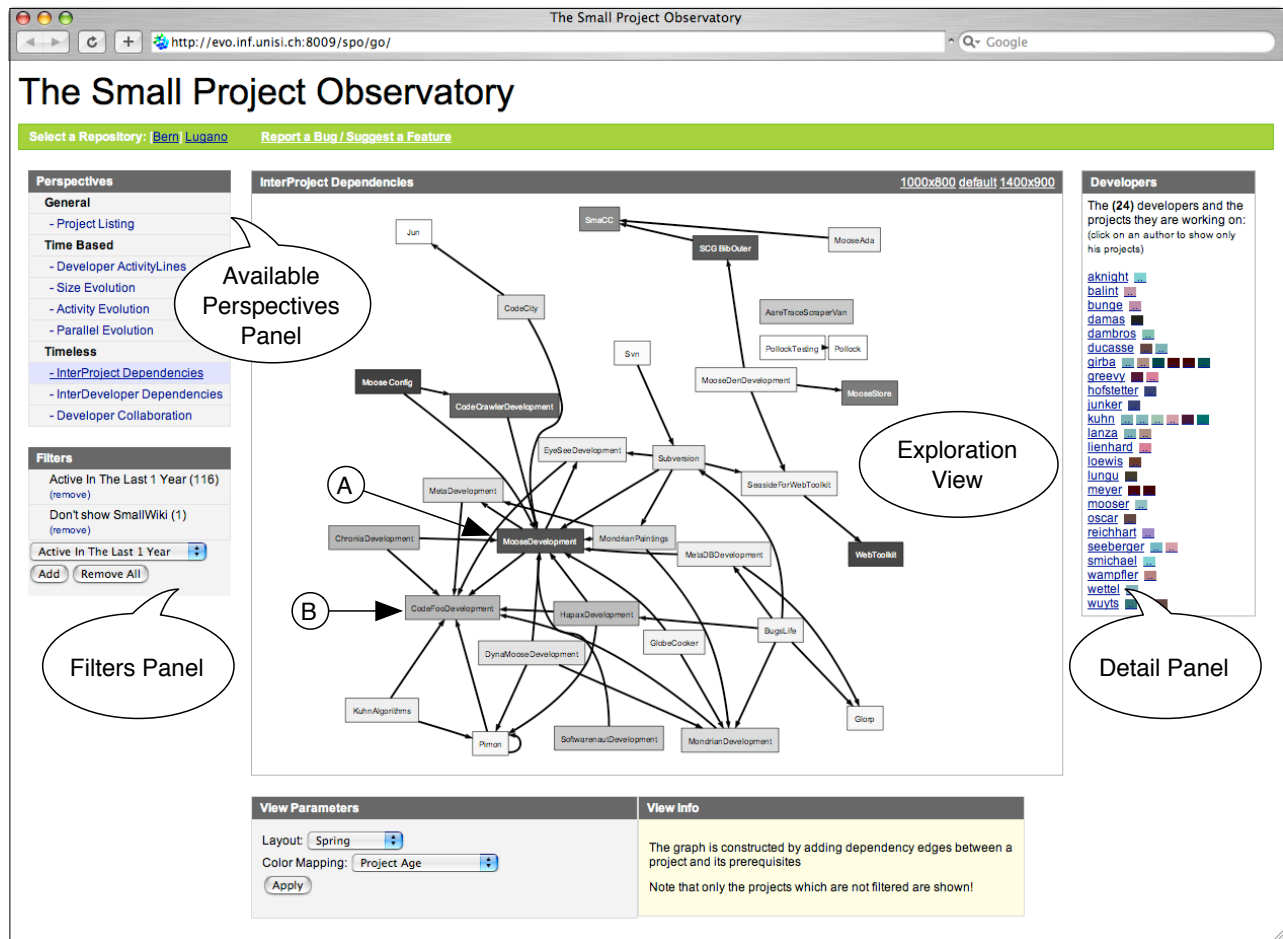 The Small Project Observatory
http://evo.inf.unisi.ch:8009/spo/go/
Google
The Small Project Observatory
Select a Repository: [Bern] Lugano Report a Bug / Suggest a Feature
Perspectives
General
- Project Listing
Time Based
- Developer ActivityLines
- Size Evolution
- Activity Evolution
- Parallel Evolution
Timeless
- InterProject Dependencies
- InterDeveloper Dependencies
- Developer Collaboration
Available
Perspectives
Panel
Filters
Active In The Last 1 Year (116)
(remove)
Don't show SmallWiki (1)
(remove)
Active In The Last 1 Year
Add Remove All
Filters Panel
InterProject Dependencies 1000x800 default 1400x900
SmaCC
Jun
MooseAda
SCG BibOuter
CodeCity
AareTraceScraperVan
PollockTesting
Pollock
Svn
MooseDenDevelopment
Moose Config
MooseStore
CodeCrawlerDevelopment
Exploration
View
EyeSeeDevelopment
Subversion
SeasideForWebToolkit
A
MetaDevelopment
ChroniaDevelopment
MooseDevelopment
MondrianPaintings
MetaDBDevelopment
WebToolkit
B
CodeFooDevelopment
HapaxDevelopment
GlobeCooker
BugsLife
DynaMooseDevelopment
KuhnAlgorithms
Glorp
Pimon
SoftwarenautDevelopment
MondrianDevelopment
Developers
The (24) developers and the
projects they are working on:
(click on an author to show only
his projects)
aknight
balint
bunge
damas
dambros
ducasse
girba
greevy
hofstetter
junker
kuhn
lanza
lienhard
loewis
lungu
meyer
mooser
oscar
reichhart
seeberger
smichael
wampfler
wettel
wuyts
Detail Panel
View Parameters
Layout: Spring
Color Mapping: Project Age
Apply
View Info
The graph is constructed by adding dependency edges between a
project and its prerequisites
Note that only the projects which are not filtered are shown!